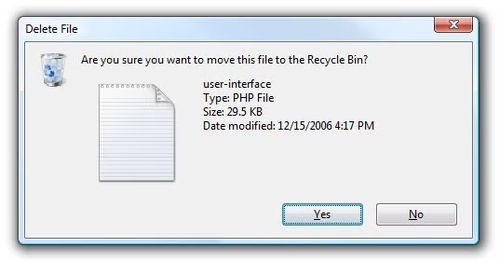 Delete File
Are you sure you want to move this file to the Recycle Bin?
user-interface
Type: PHP File
Size: 29.5 KB
Date modified: 12/15/2006 4:17 PM
Yes
No